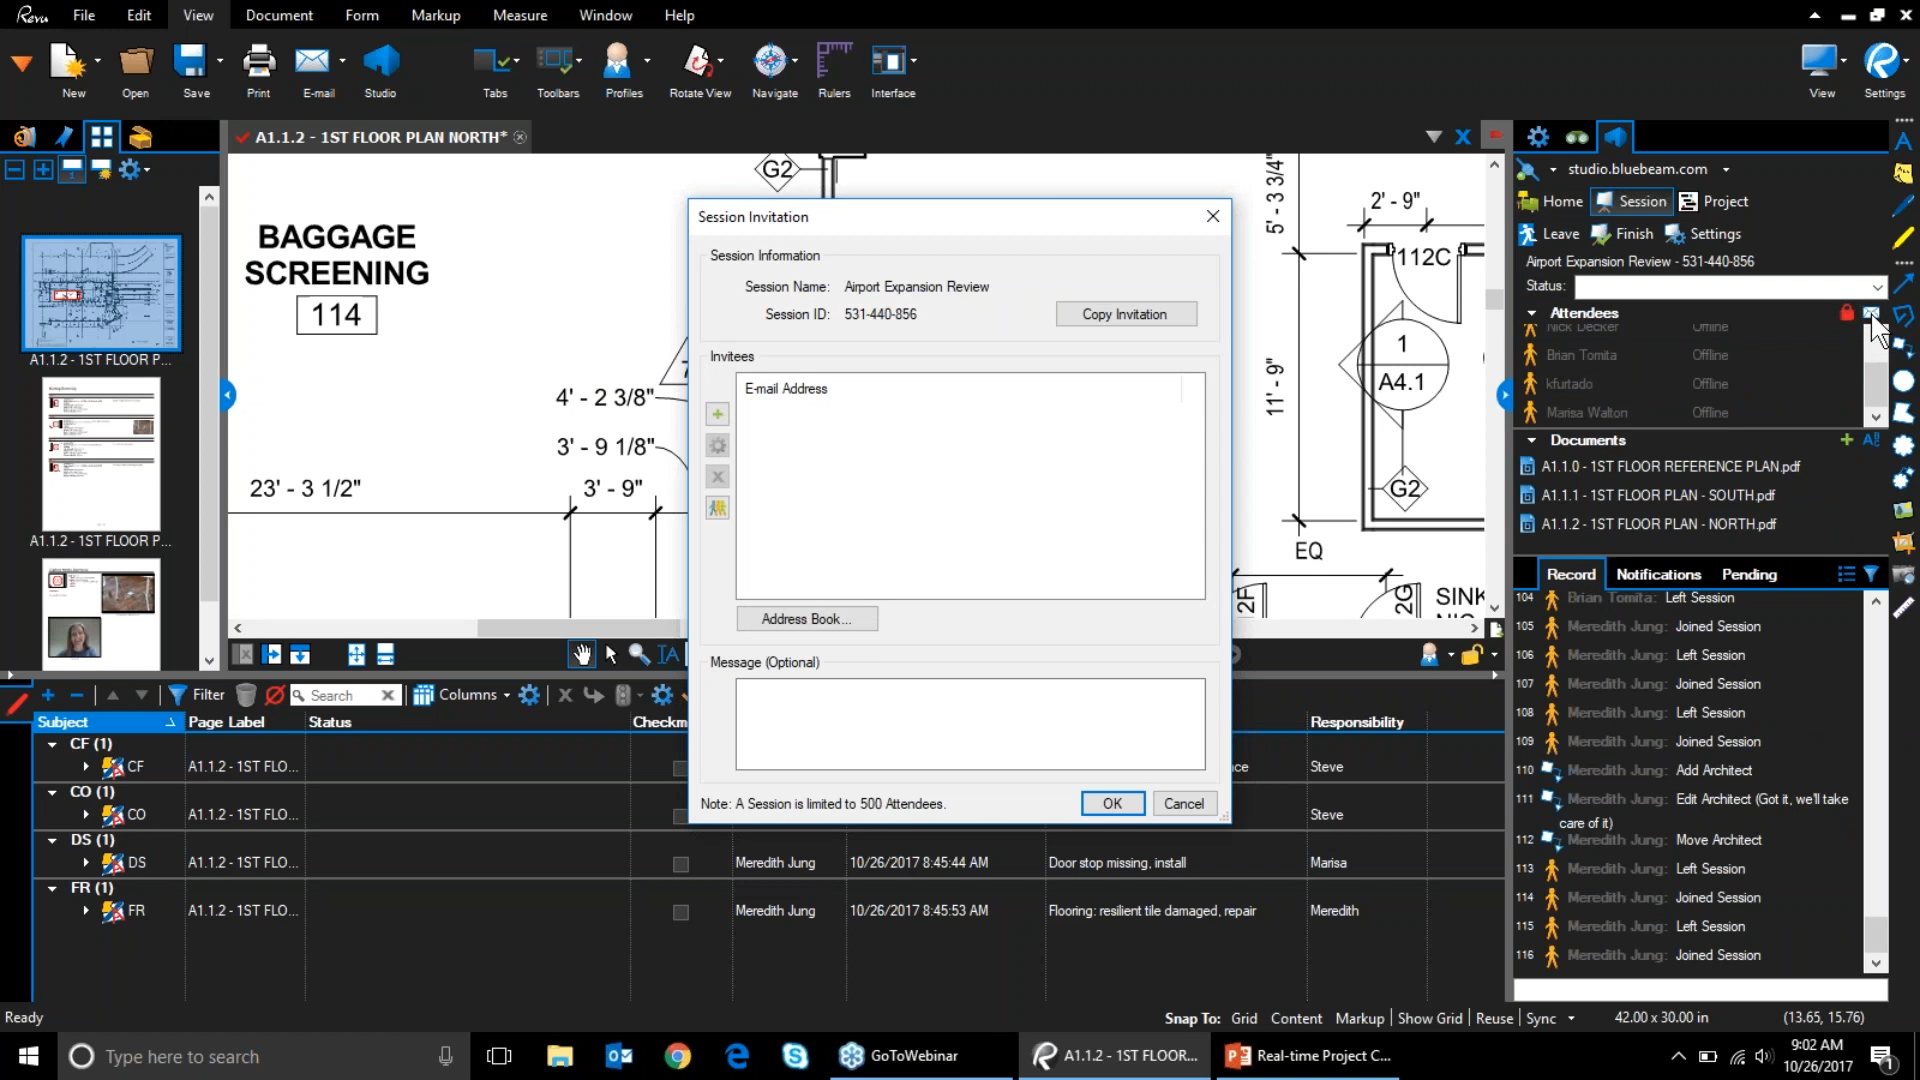 Revu File Edit View Document Form Markup Measure Window Help
New Open Save Print E-mail Studio Tabs Toolbars Profiles Rotate View Navigate Rulers Interface View Settings
A1.1.2 - 1ST FLOOR PLAN NORTH*
A1.1.2 - 1ST FLOOR P...
A1.1.2 - 1ST FLOOR P...
BAGGAGE
SCREENING
114
G2
4' - 2 3/8"
3' - 9 1/8"
23' - 3 1/2"
3' - 9"
5' - 3 3/4"
2' - 9"
112C
1
A4.1
11' - 9"
G2
EQ
2F
2G
SINK
Session Invitation
Session Information
Session Name: Airport Expansion Review
Session ID: 531-440-856
Copy Invitation
Invitees
E-mail Address
Address Book...
Message (Optional)
Note: A Session is limited to 500 Attendees.
OK Cancel
studio.bluebeam.com
Home Session Project
Leave Finish Settings
Airport Expansion Review - 531-440-856
Status:
Attendees
Nick Decker Offline
Brian Tomita Offline
kfurtado Offline
Marisa Walton Offline
Documents
A1.1.0 - 1ST FLOOR REFERENCE PLAN.pdf
A1.1.1 - 1ST FLOOR PLAN - SOUTH.pdf
A1.1.2 - 1ST FLOOR PLAN - NORTH.pdf
Record Notifications Pending
104 Brian Tomita: Left Session
105 Meredith Jung: Joined Session
106 Meredith Jung: Left Session
107 Meredith Jung: Joined Session
108 Meredith Jung: Left Session
109 Meredith Jung: Joined Session
110 Meredith Jung: Add Architect
111 Meredith Jung: Edit Architect (Got it, we'll take
care of it)
112 Meredith Jung: Move Architect
113 Meredith Jung: Left Session
114 Meredith Jung: Joined Session
115 Meredith Jung: Left Session
116 Meredith Jung: Joined Session
Filter Search Columns
Subject Page Label Status Checkm Responsibility
CF (1)
CF A1.1.2 - 1ST FLO... ce Steve
CO (1)
CO A1.1.2 - 1ST FLO... Steve
DS (1)
DS A1.1.2 - 1ST FLO... Meredith Jung 10/26/2017 8:45:44 AM Door stop missing, install Marisa
FR (1)
FR A1.1.2 - 1ST FLO... Meredith Jung 10/26/2017 8:45:53 AM Flooring: resilient tile damaged, repair Meredith
Ready
Snap To: Grid Content Markup Show Grid Reuse Sync 42.00 x 30.00 in (13.65, 15.76)
Type here to search
GoToWebinar
A1.1.2 - 1ST FLOOR...
Real-time Project C...
9:02 AM
10/26/2017
1